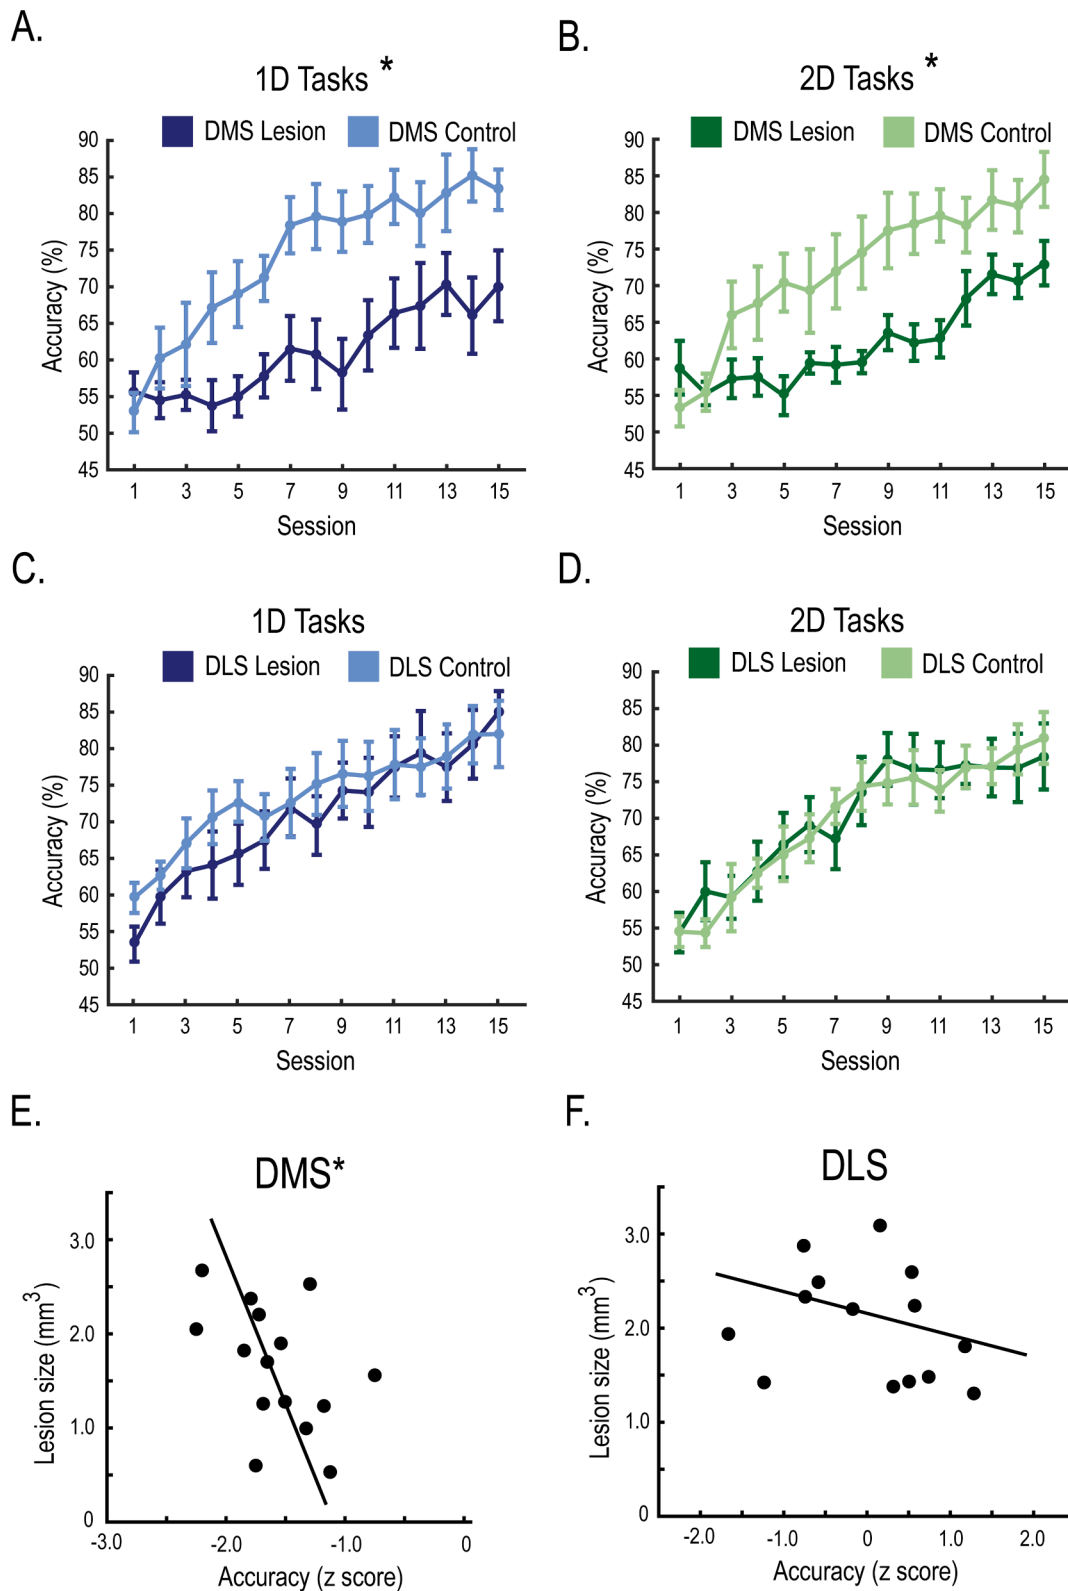 A.
1D Tasks *
DMS Lesion
DMS Control
90
85
80
75
70
65
60
55
50
45
Accuracy (%)
1 3 5 7 9 11 13 15
Session
B.
2D Tasks *
DMS Lesion
DMS Control
90
85
80
75
70
65
60
55
50
45
Accuracy (%)
1 3 5 7 9 11 13 15
Session
C.
1D Tasks
DLS Lesion
DLS Control
90
85
80
75
70
65
60
55
50
45
Accuracy (%)
1 3 5 7 9 11 13 15
Session
D.
2D Tasks
DLS Lesion
DLS Control
90
85
80
75
70
65
60
55
50
45
Accuracy (%)
1 3 5 7 9 11 13 15
Session
E.
DMS*
3.0
2.0
1.0
0
Lesion size (mm³)
-3.0 -2.0 -1.0 0
Accuracy (z score)
F.
DLS
3.0
2.0
1.0
0
Lesion size (mm³)
-2.0 -1.0 0 1.0 2.0
Accuracy (z score)